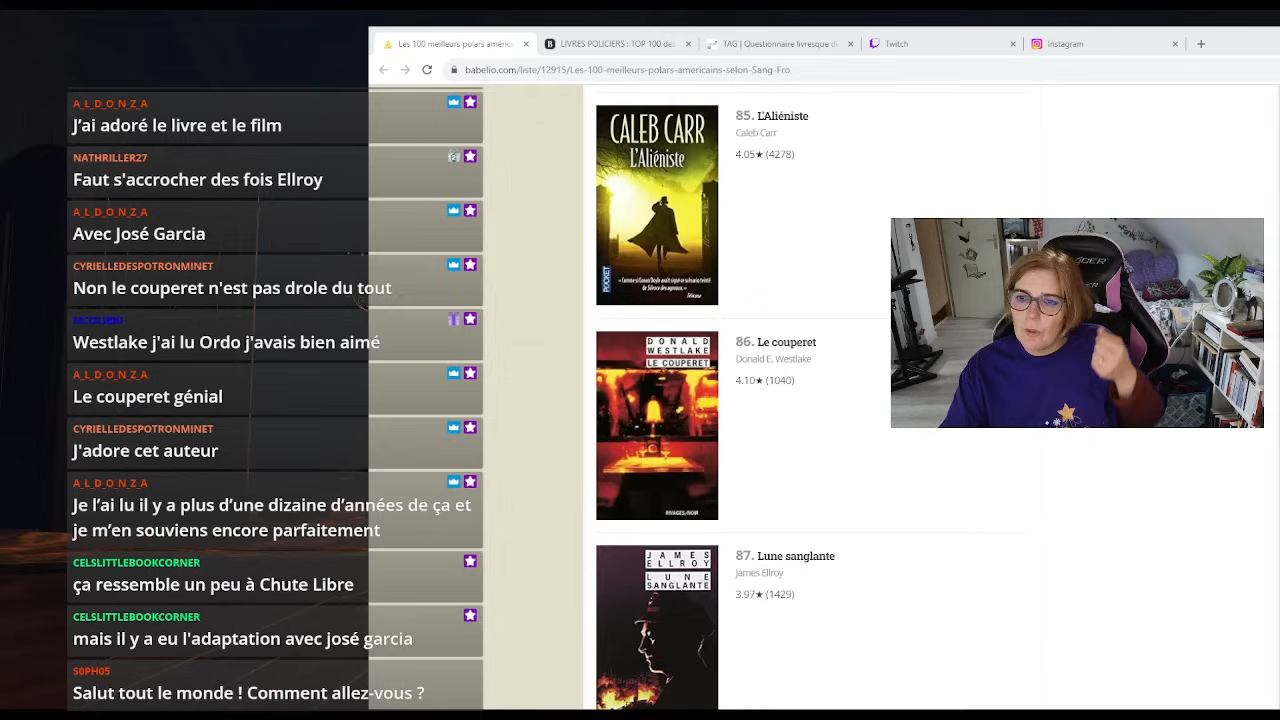 Les 100 meilleurs polars améric
LIVRES POLICIERS : TOP 100 des
TAG | Questionnaire livresque di
Twitch
Instagram
babelio.com/liste/12915/Les-100-meilleurs-polars-americains-selon-Sang-Fro
A_L_D_O_N_Z_A
J'ai adoré le livre et le film
NATHRILLER27
Faut s'accrocher des fois Ellroy
A_L_D_O_N_Z_A
Avec José Garcia
CYRIELLEDESPOTRONMINET
Non le couperet n'est pas drole du tout
Westlake j'ai lu Ordo j'avais bien aimé
A_L_D_O_N_Z_A
Le couperet génial
CYRIELLEDESPOTRONMINET
J'adore cet auteur
A_L_D_O_N_Z_A
Je l’ai lu il y a plus d’une dizaine d’années de ça et
je m’en souviens encore parfaitement
CELSLITTLEBOOKCORNER
ça ressemble un peu à Chute Libre
CELSLITTLEBOOKCORNER
mais il y a eu l'adaptation avec josé garcia
S0PH05
Salut tout le monde ! Comment allez-vous ?
CALEB CARR
L'Aliéniste
POCKET
85. L'Aliéniste
Caleb Carr
4.05★ (4278)
DONALD
WESTLAKE
LE COUPERET
RIVAGES/NOIR
86. Le couperet
Donald E. Westlake
4.10★ (1040)
JAMES
ELLROY
LUNE
SANGLANTE
87. Lune sanglante
James Ellroy
3.97★ (1429)